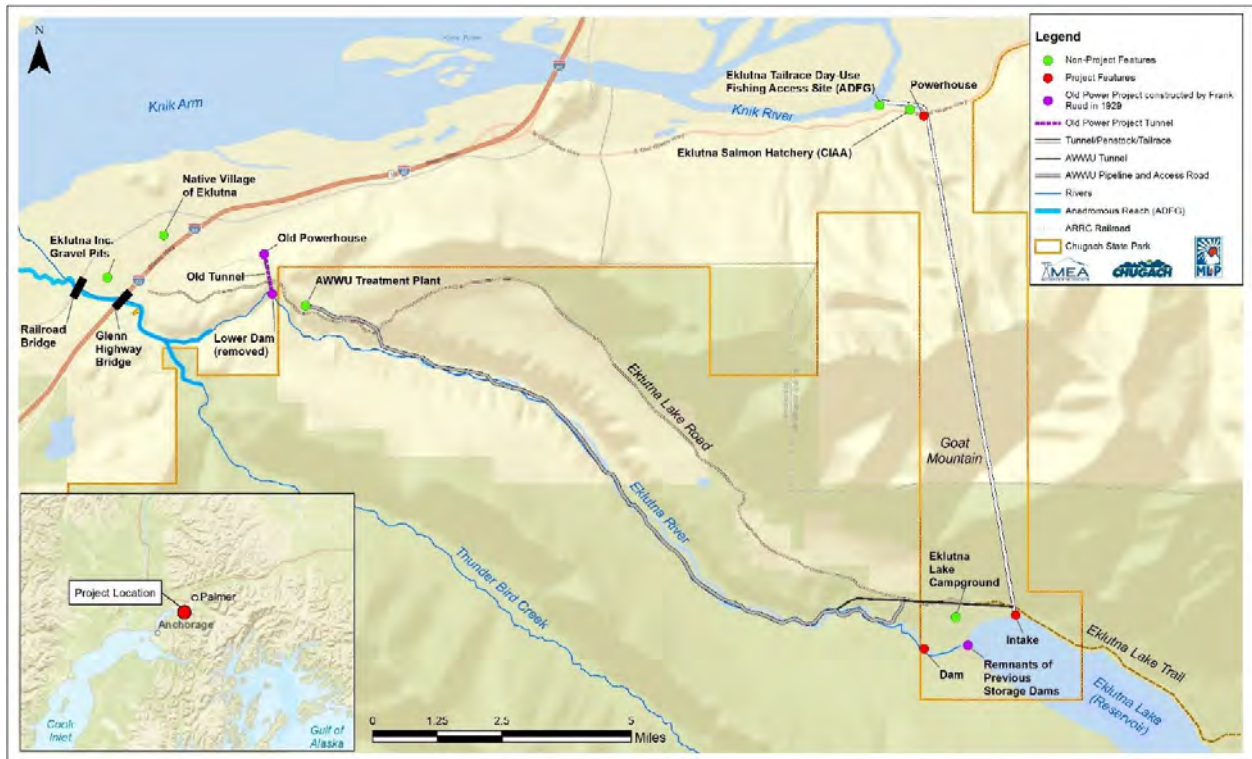 N
Knik Arm
Knik River
Knik River
Eklutna Tailrace Day-Use
Fishing Access Site (ADFG)
Powerhouse
Eklutna Salmon Hatchery (CIAA)
Native Village
of Eklutna
Eklutna Inc.
Gravel Pits
Old Powerhouse
Old Tunnel
AWWU Treatment Plant
Railroad
Bridge
Glenn
Highway
Bridge
Lower Dam
(removed)
Eklutna Lake Road
Eklutna River
Thunder Bird Creek
Goat
Mountain
Eklutna
Lake
Campground
Intake
Dam
Remnants of
Previous
Storage Dams
Eklutna Lake Trail
Eklutna Lake
(Reservoir)
Legend
Non-Project Features
Project Features
Old Power Project constructed by Frank
Reed in 1929
Old Power Project Tunnel
Tunnel/Penstock/Tailrace
AWWU Tunnel
AWWU Pipeline and Access Road
Rivers
Anadromous Reach (ADFG)
ARRC Railroad
Chugach State Park
MEA
CHUGACH
ML&P
Project Location
Palmer
Anchorage
Cook
Inlet
Gulf of
Alaska
0 1.25 2.5 5
Miles